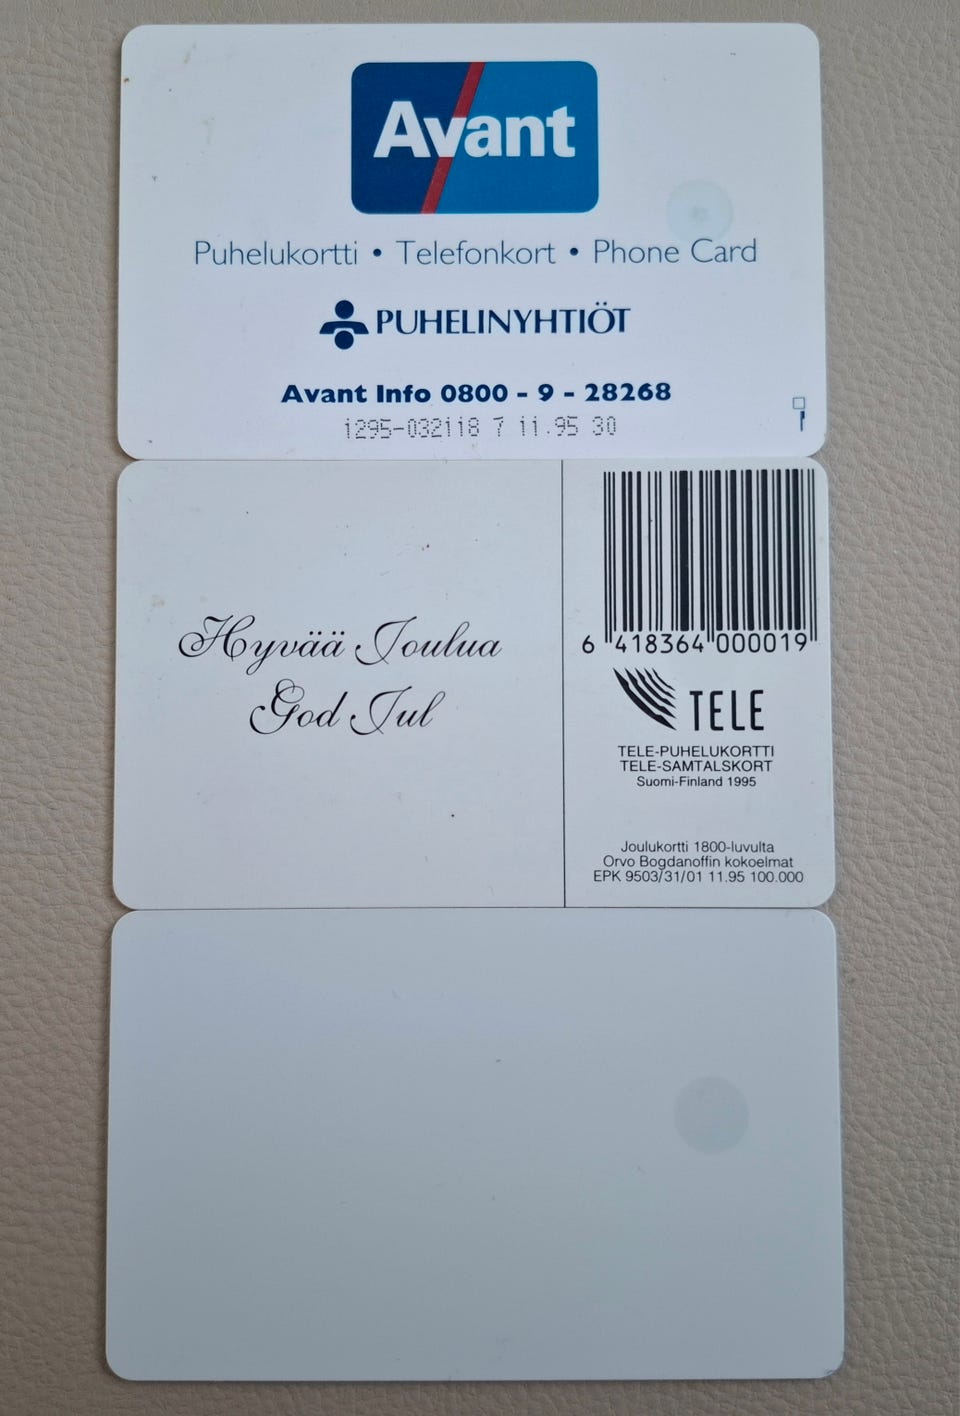 Avant
Puhelukortti • Telefonkort • Phone Card
PUHELINYHTIÖT
Avant Info 0800 - 9 - 28268
1295-032118 7 11.95 30
Hyvää Joulua
God Jul
6 418364 000019
TELE
TELE-PUHELUKORTTI
TELE-SAMTALSKORT
Suomi-Finland 1995
Joulukortti 1800-luvulta
Orvo Bogdanoffin kokoelmat
EPK 9503/31/01 11.95 100.000